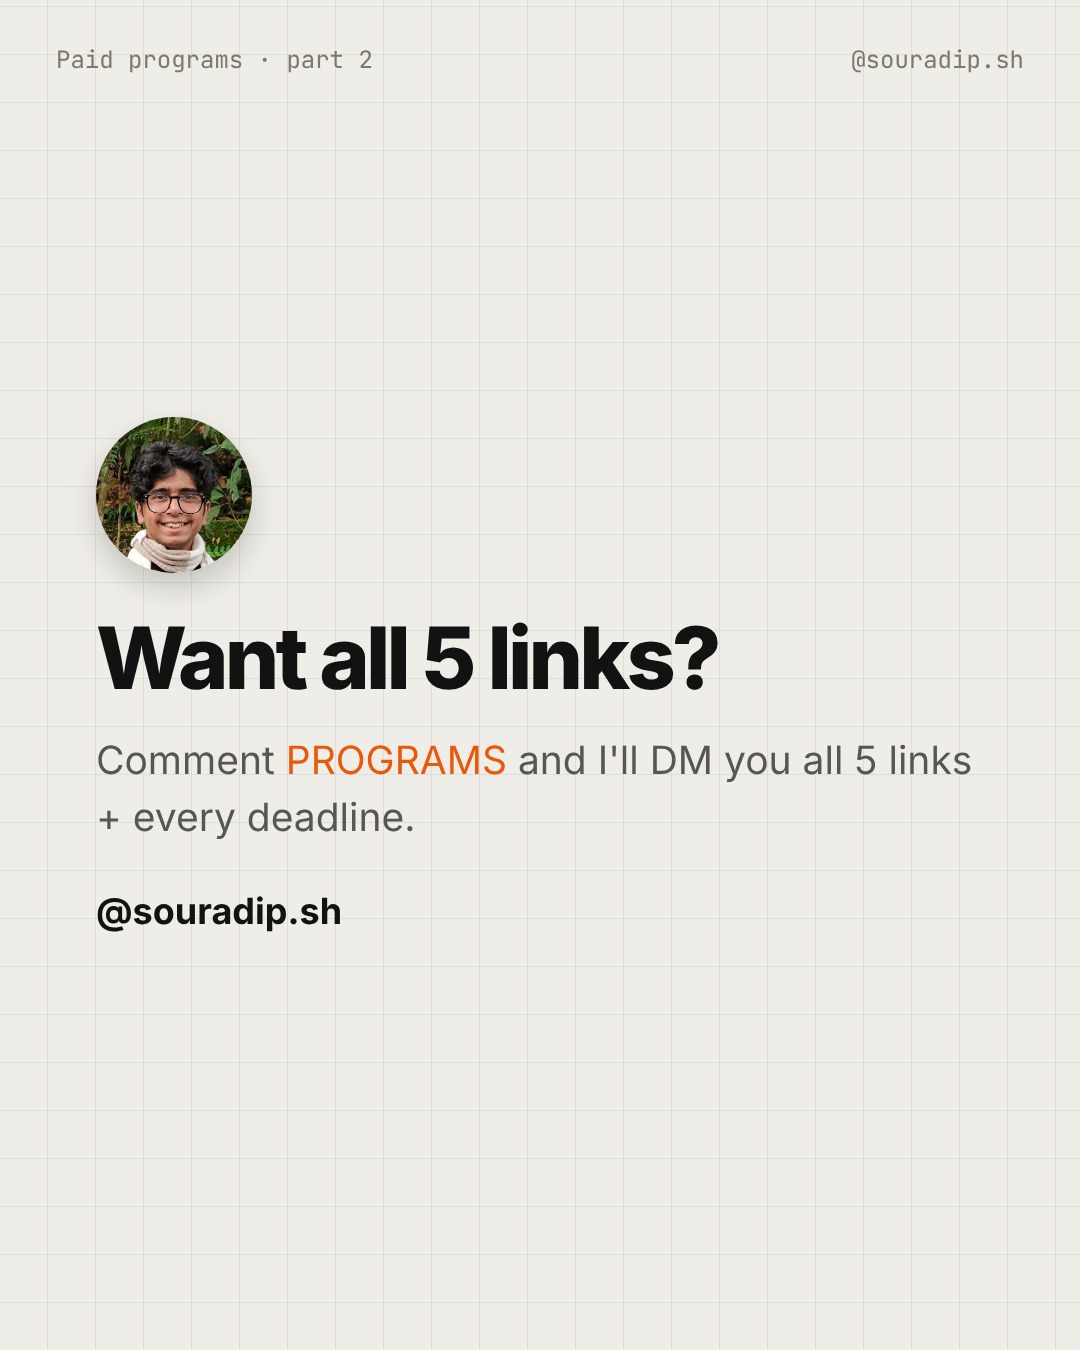 Paid programs · part 2
@souradip.sh
Want all 5 links?
Comment PROGRAMS and I'll DM you all 5 links
+ every deadline.
@souradip.sh